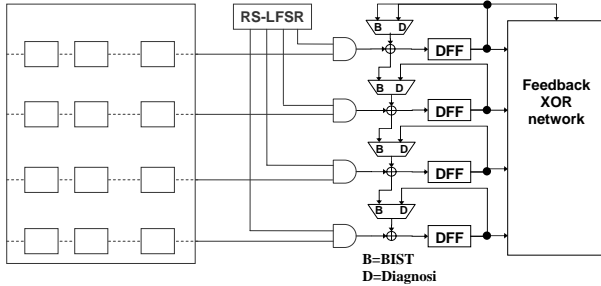 RS-LFSR
B D
DFF
Feedback
XOR
network
B D
DFF
B D
DFF
B D
DFF
B=BIST
D=Diagnosi